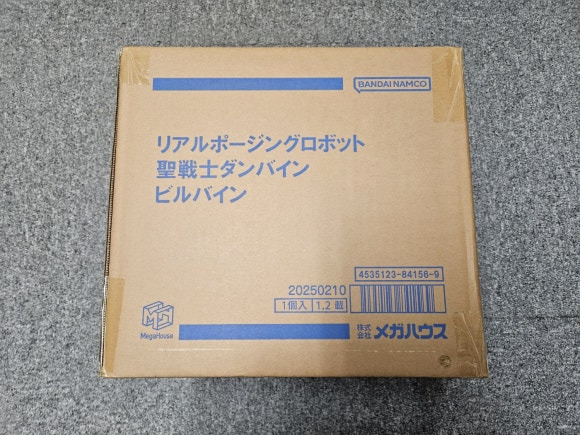 BANDAI NAMCO
リアルポージングロボット
聖戦士ダンバイン
ビルバイン
4535123-84156-9
20250210
1個入 1.2 載
MegaHouse
株式会社 メガハウス